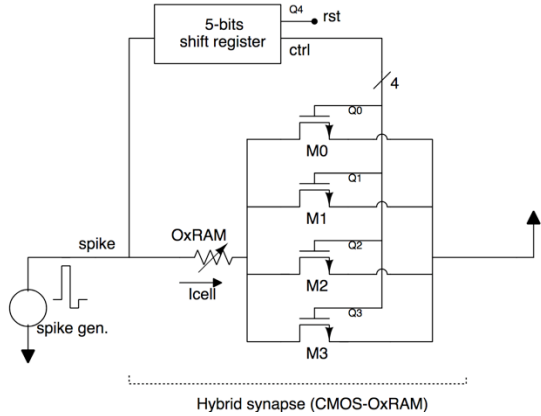 5-bits
shift register
Q4
rst
ctrl
4
Q0
M0
Q1
M1
OxRAM
spike
Q2
Icell
M2
Q3
spike gen.
M3
Hybrid synapse (CMOS-OxRAM)